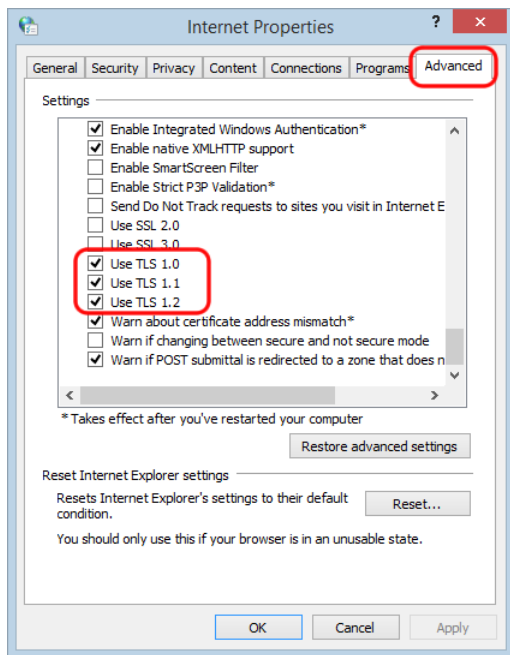 Internet Properties
?
General Security Privacy Content Connections Programs Advanced
Settings
Enable Integrated Windows Authentication*
Enable native XMLHTTP support
Enable SmartScreen Filter
Enable Strict P3P Validation*
Send Do Not Track requests to sites you visit in Internet E
Use SSL 2.0
Use SSL 3.0
Use TLS 1.0
Use TLS 1.1
Use TLS 1.2
Warn about certificate address mismatch*
Warn if changing between secure and not secure mode
Warn if POST submittal is redirected to a zone that does n
*Takes effect after you've restarted your computer
Restore advanced settings
Reset Internet Explorer settings
Resets Internet Explorer's settings to their default
condition.
Reset...
You should only use this if your browser is in an unusable state.
OK Cancel Apply